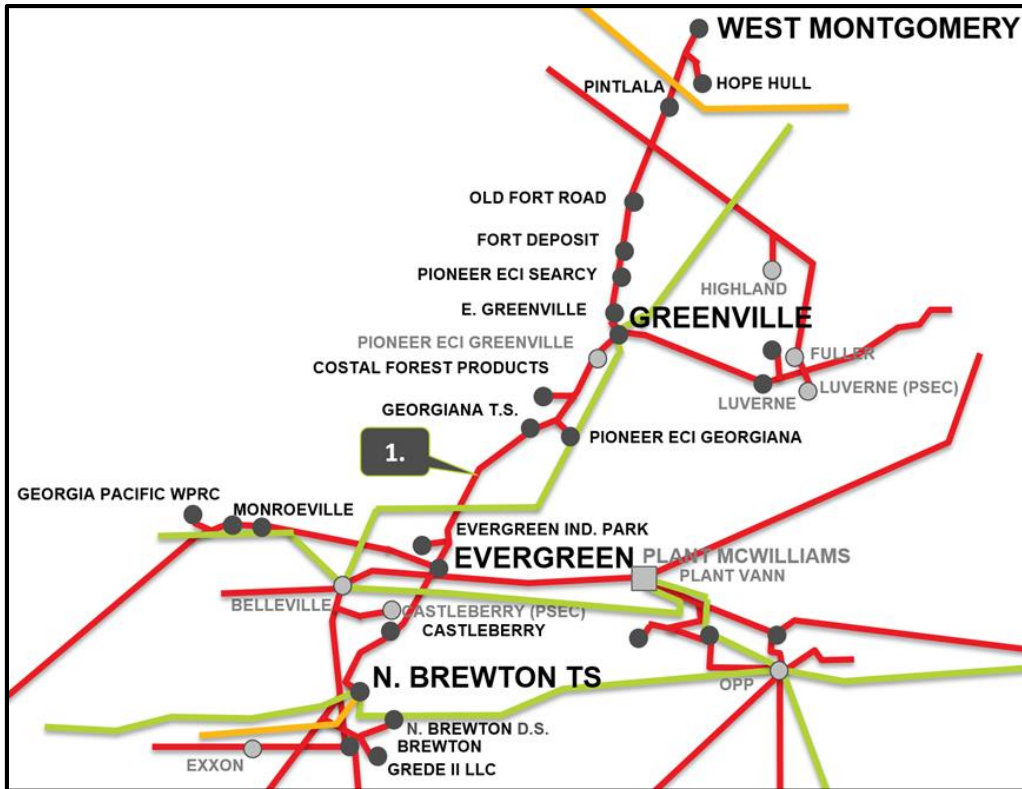 WEST MONTGOMERY
HOPE HULL
PINTLALA
OLD FORT ROAD
FORT DEPOSIT
PIONEER ECI SEARCY
HIGHLAND
E. GREENVILLE
GREENVILLE
PIONEER ECI GREENVILLE
FULLER
COSTAL FOREST PRODUCTS
LUVERNE (PSEC)
LUVERNE
GEORGIANA T.S.
PIONEER ECI GEORGIANA
1.
GEORGIA PACIFIC WPRC
MONROEVILLE
EVERGREEN IND. PARK
EVERGREEN
PLANT MCWILLIAMS
PLANT VANN
BELLEVILLE
CASTLEBERRY (PSEC)
CASTLEBERRY
N. BREWTON TS
OPP
N. BREWTON D.S.
BREWTON
EXXON
GREDE II LLC